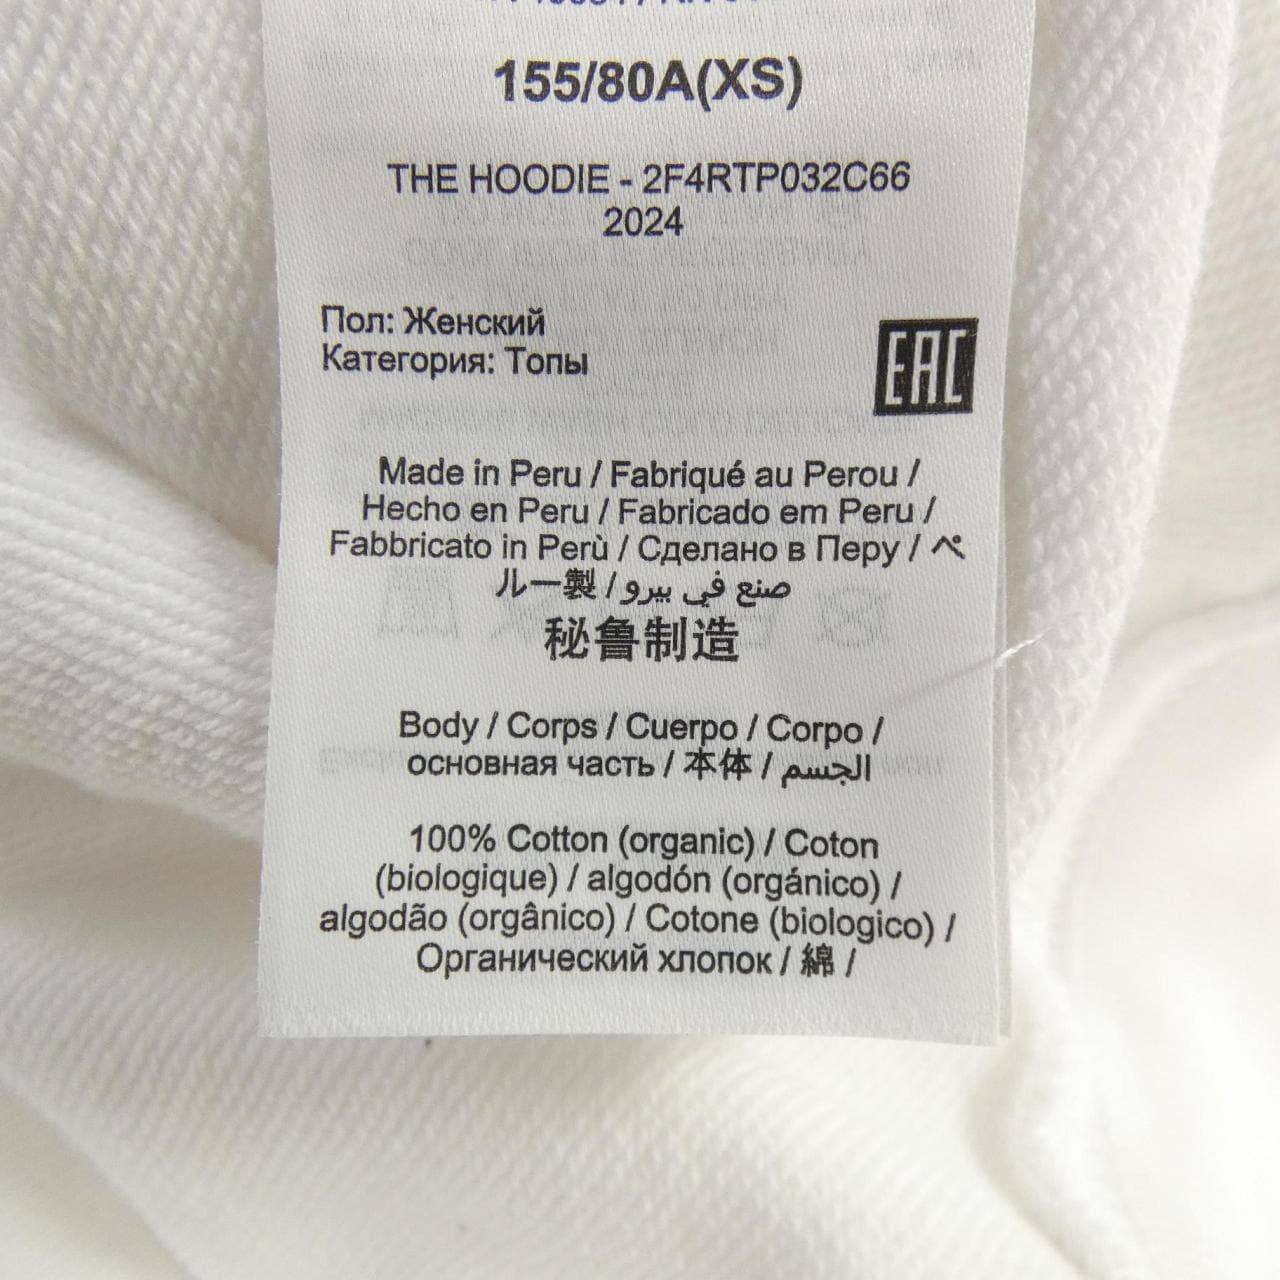 155/80A(XS)
THE HOODIE - 2F4RTP032C66
2024
Пол: Женский
Категория: Топы
EAC
Made in Peru / Fabriqué au Perou /
Hecho en Peru / Fabricado em Peru /
Fabbricato in Perù / Сделано в Перу / ペ
ルー製 / صنع في بيرو
秘鲁制造
Body / Corps / Cuerpo / Corpo /
основная часть / 本体 / الجسم
100% Cotton (organic) / Coton
(biologique) / algodón (orgánico) /
algodão (orgânico) / Cotone (biologico) /
Органический хлопок / 綿 /